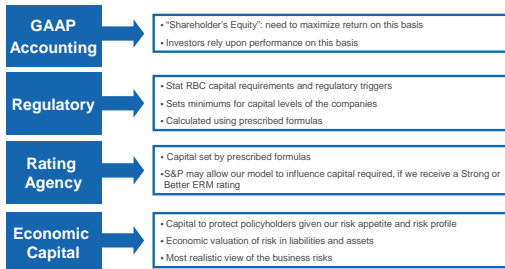 GAAP
Accounting
• "Shareholder's Equity": need to maximize return on this basis
• Investors rely upon performance on this basis
Regulatory
• Stat RBC capital requirements and regulatory triggers
• Sets minimums for capital levels of the companies
• Calculated using prescribed formulas
Rating
Agency
• Capital set by prescribed formulas
•S&P may allow our model to influence capital required, if we receive a Strong or
Better ERM rating
Economic
Capital
• Capital to protect policyholders given our risk appetite and risk profile
• Economic valuation of risk in liabilities and assets
• Most realistic view of the business risks